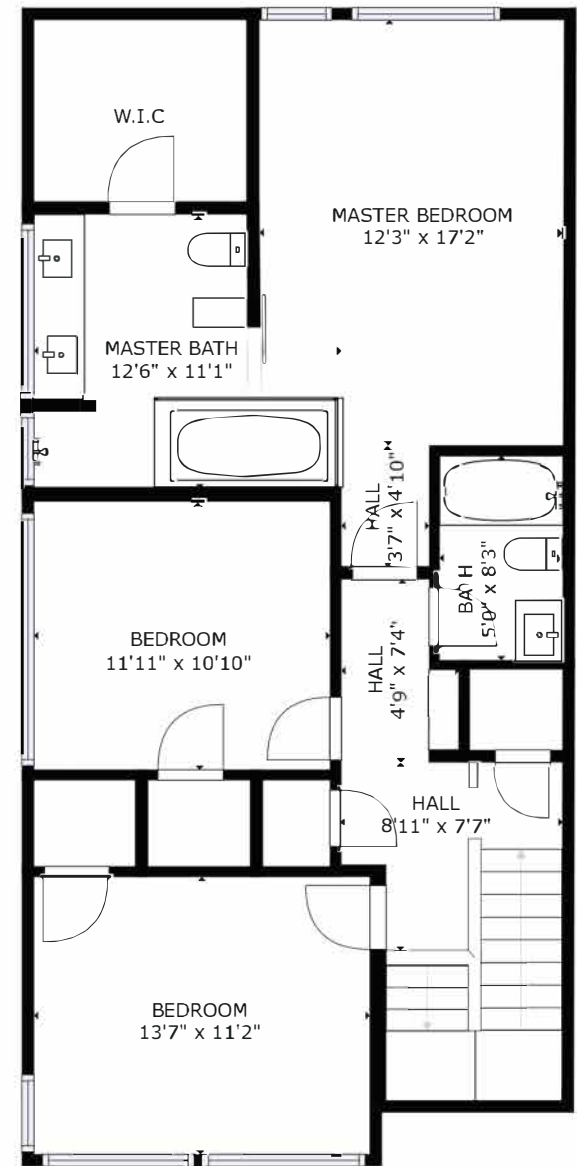 W.I.C
MASTER BEDROOM
12'3" x 17'2"
MASTER BATH
12'6" x 11'1"
HALL
3'7" x 4'10"
BATH
5'0" x 8'3"
BEDROOM
11'11" x 10'10"
HALL
4'9" x 7'4"
HALL
8'11" x 7'7"
BEDROOM
13'7" x 11'2"